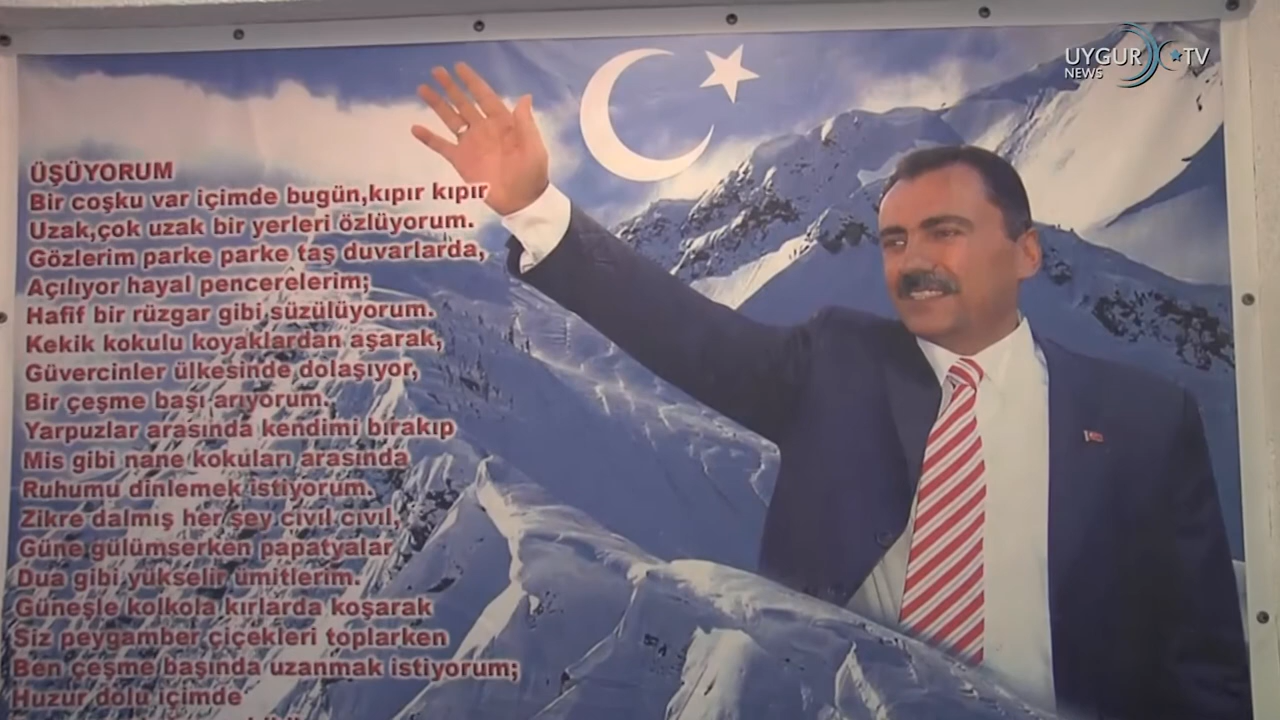 UYGUR TV
NEWS
ÜŞÜYORUM
Bir coşku var içimde bugün,kıpır kıpır
Uzak,çok uzak bir yerleri özlüyorum.
Gözlerim parke parke taş duvarlarda,
Açılıyor hayal pencerelerim;
Hafif bir rüzgar gibi süzülüyorum.
Kekik kokulu koyaklardan aşarak,
Güvercinler ülkesinde dolaşıyor,
Bir çeşme başı arıyorum.
Yarpuzlar arasında kendimi bırakıp
Mis gibi nane kokuları arasında
Ruhumu dinlemek istiyorum.
Zikre dalmış her şey cıvıl cıvıl,
Güne gülümserken papatyalar
Dua gibi yükselir ümitlerim.
Güneşle kolkola kırlarda koşarak
Siz peygamber çiçekleri toplarken
Ben çeşme başında uzanmak istiyorum;
Huzur dolu içimde